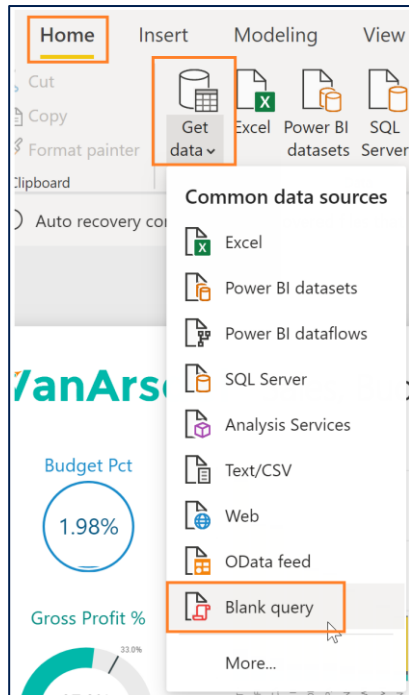 Home Insert Modeling View
Cut
Copy
Format painter
Clipboard
Get data
Excel
Power BI datasets
SQL Server
Auto recovery
Common data sources
Excel
Power BI datasets
Power BI dataflows
SQL Server
Analysis Services
Text/CSV
Web
OData feed
Blank query
More...
VanArs
Budget Pct
1.98%
Gross Profit %
33.0%